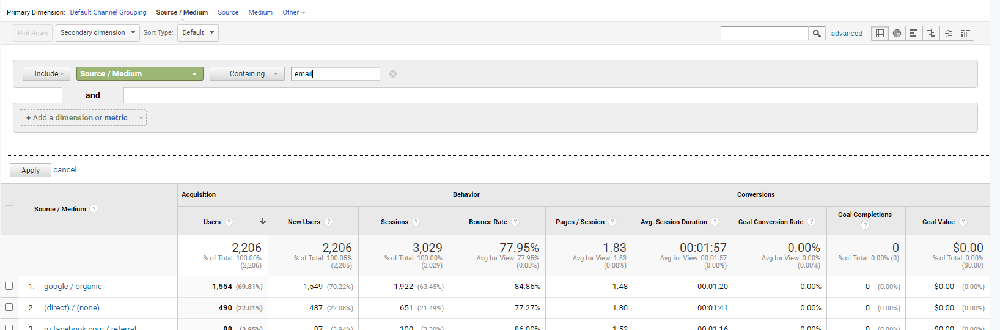 Primary Dimension: Default Channel Grouping Source / Medium Source Medium Other
Plot Rows Secondary dimension Sort Type: Default advanced
Include Source / Medium Containing email
and
+ Add a dimension or metric
Apply cancel
Acquisition Behavior Conversions
Source / Medium ?
Users ? New Users ? Sessions ? Bounce Rate ? Pages / Session ? Avg. Session Duration ? Goal Conversion Rate ? Goal Completions ? Goal Value ?
2,206 2,206 3,029 77.95% 1.83 00:01:57 0.00% 0 $0.00
% of Total: 100.00% % of Total: 100.05% % of Total: 100.00% Avg for View: 77.95% Avg for View: 1.83 Avg for View: 00:01:57 Avg for View: 0.00% % of Total: 0.00% (0) % of Total: 0.00%
(2,206) (2,205) (3,029) (0.00%) (0.00%) (0.00%) (0.00%) ($0.00)
1. google / organic 1,554 (69.81%) 1,549 (70.22%) 1,922 (63.45%) 84.86% 1.48 00:01:20 0.00% 0 (0.00%) $0.00 (0.00%)
2. (direct) / (none) 490 (22.01%) 487 (22.08%) 651 (21.49%) 77.27% 1.80 00:01:41 0.00% 0 (0.00%) $0.00 (0.00%)
3. m.facebook.com / referral 88 (3.95%) 87 (3.94%) 100 (3.30%) 86.00% 1.52 00:01:16 0.00% 0 (0.00%) $0.00 (0.00%)